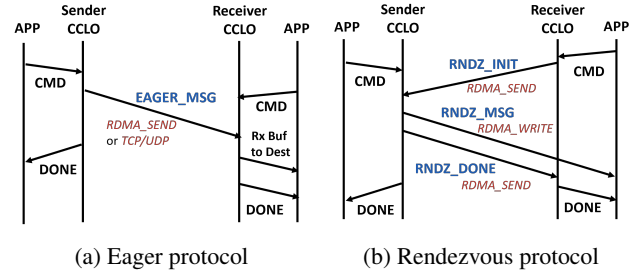 Sender
Receiver
APP
CCLO
CCLO
APP
CMD
EAGER_MSG
CMD
RDMA_SEND
or TCP/UDP
Rx Buf
to Dest
DONE
DONE
(a) Eager protocol
Sender
Receiver
APP
CCLO
CCLO
APP
RNDZ_INIT
CMD
CMD
RDMA_SEND
RNDZ_MSG
RDMA_WRITE
RNDZ_DONE
RDMA_SEND
DONE
DONE
(b) Rendezvous protocol